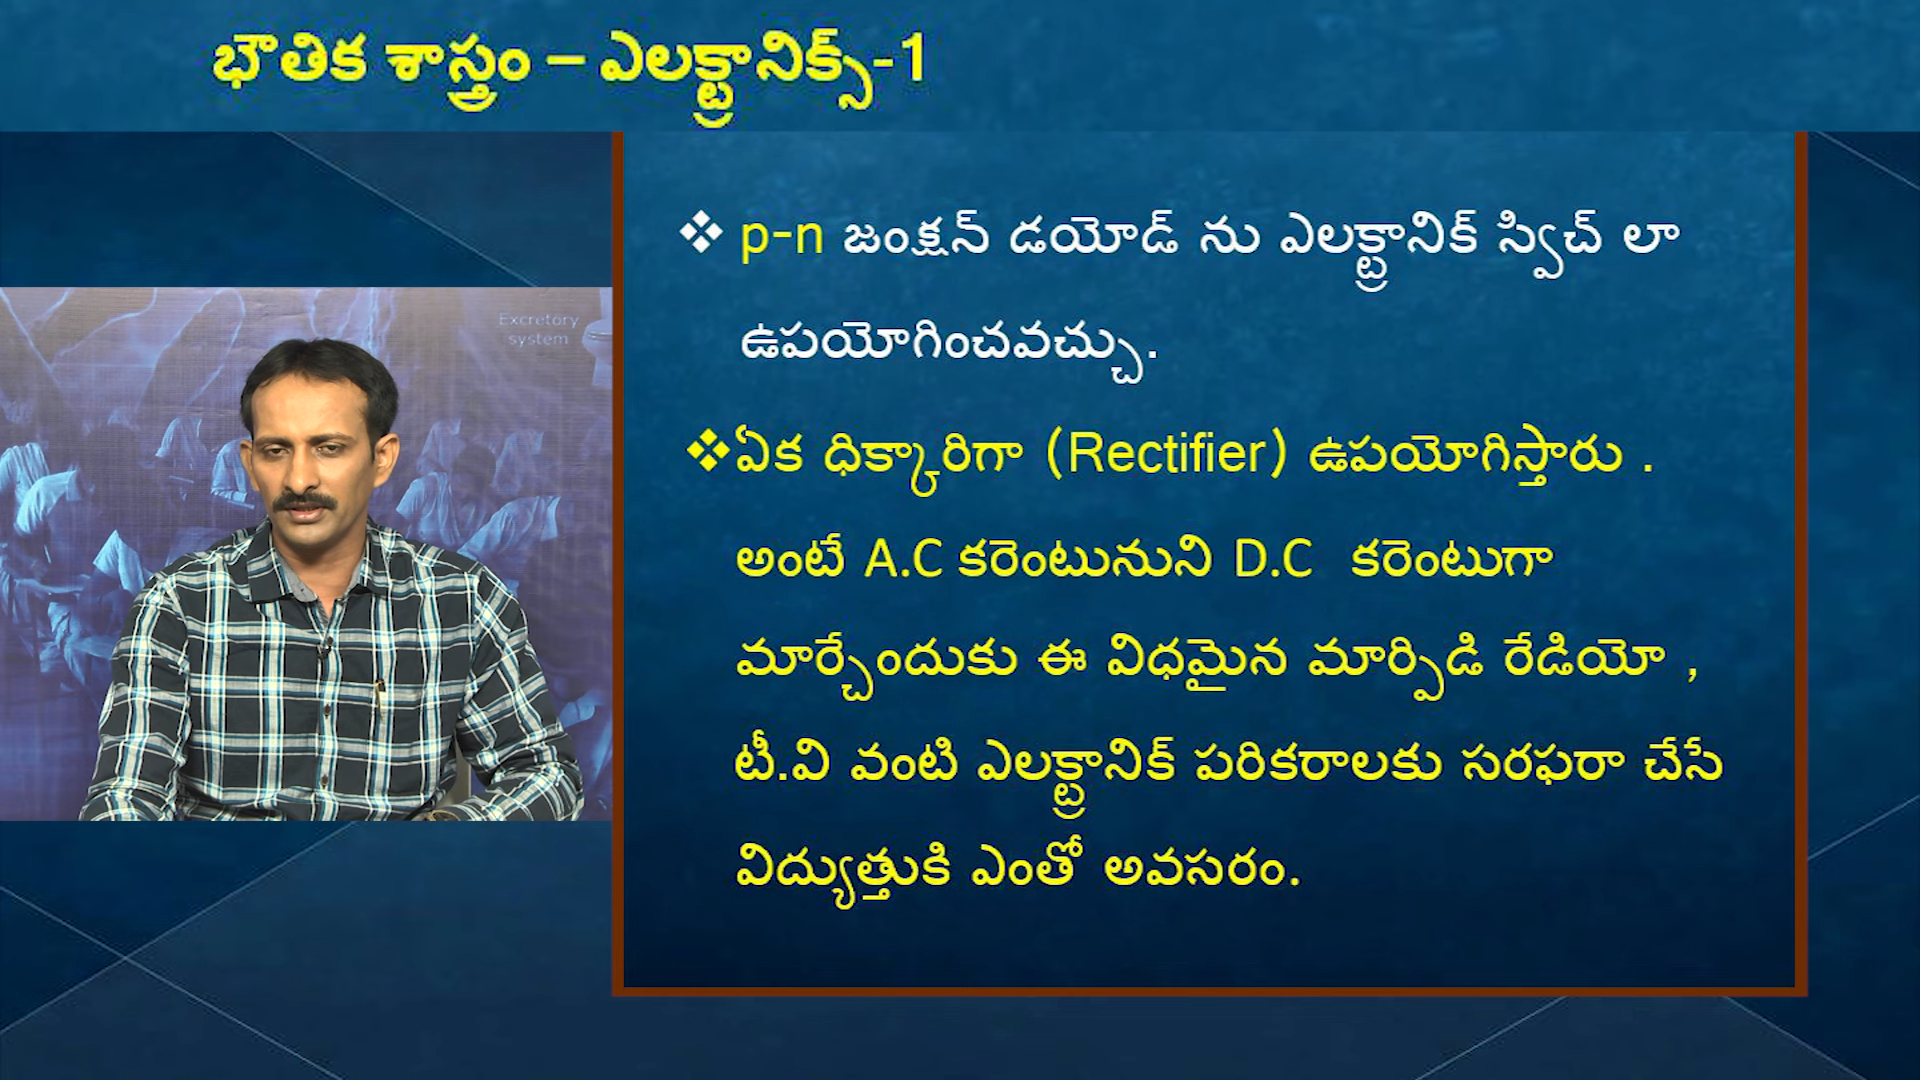 భౌతిక శాస్త్రం – ఎలక్ట్రానిక్స్-1
Excretory
system
❖ p-n జంక్షన్ డయోడ్ ను ఎలక్ట్రానిక్ స్విచ్ లా
ఉపయోగించవచ్చు.
❖ఏక ధిక్కారిగా (Rectifier) ఉపయోగిస్తారు .
అంటే A.C కరెంటునుని D.C కరెంటుగా
మార్చేందుకు ఈ విధమైన మార్పిడి రేడియో ,
టీ.వి వంటి ఎలక్ట్రానిక్ పరికరాలకు సరఫరా చేసే
విద్యుత్తుకి ఎంతో అవసరం.